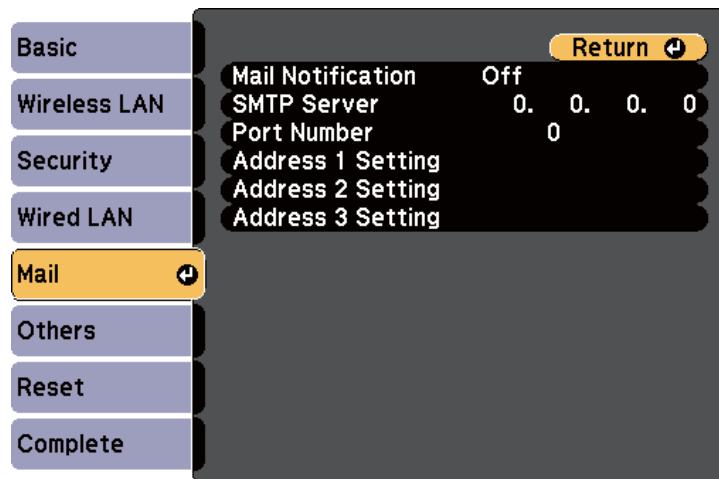 Basic
Wireless LAN
Security
Wired LAN
Mail
Others
Reset
Complete
Return
Mail Notification Off
SMTP Server 0. 0. 0. 0
Port Number 0
Address 1 Setting
Address 2 Setting
Address 3 Setting